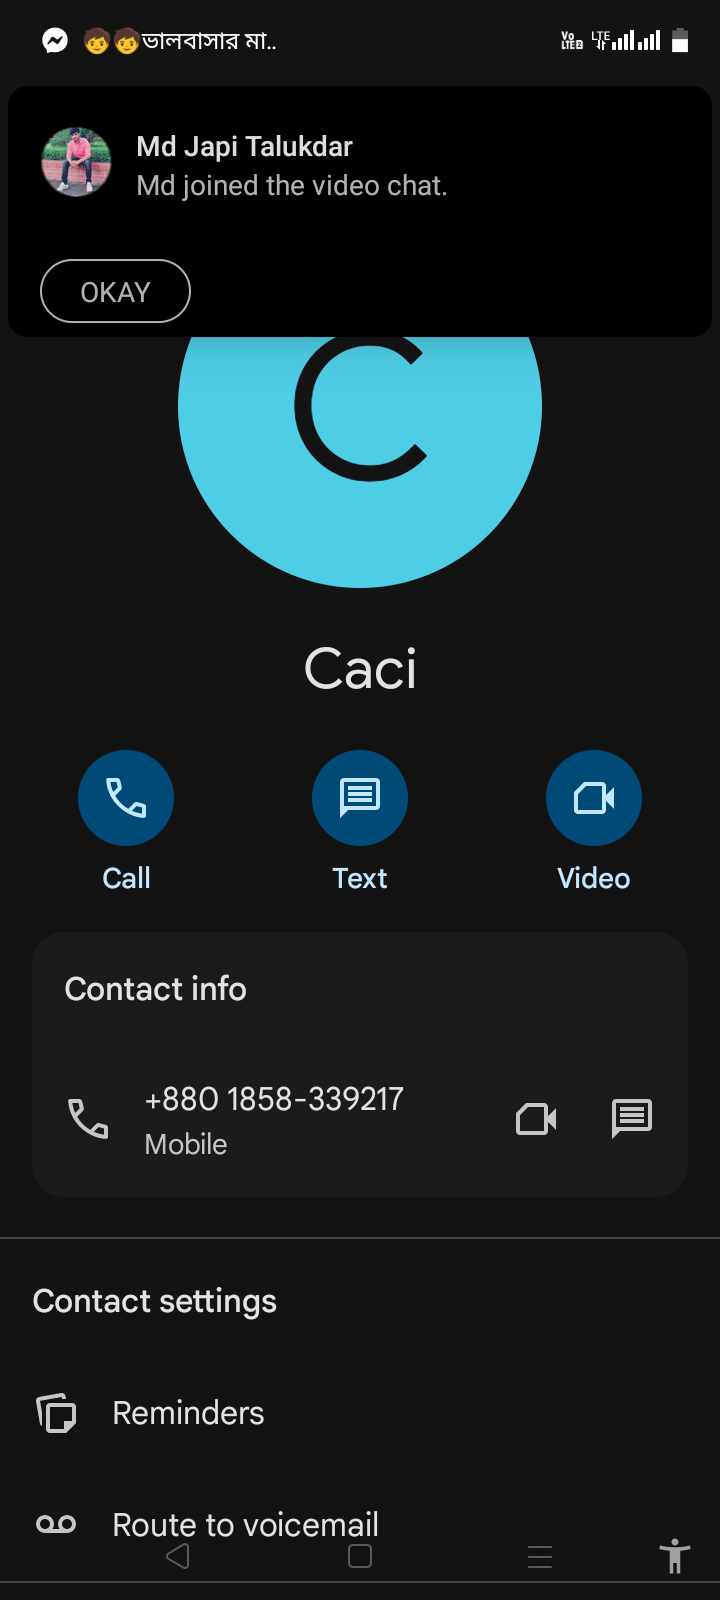 🧒🧒ভালবাসার মা..
Vo LTE2 LTE
Md Japi Talukdar
Md joined the video chat.
OKAY
C
Caci
Call Text Video
Contact info
+880 1858-339217
Mobile
Contact settings
Reminders
Route to voicemail